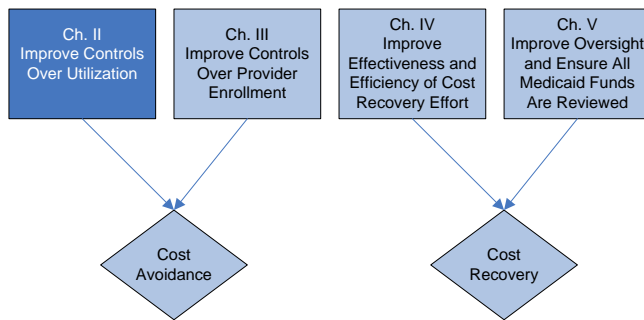 Ch. II
Improve Controls
Over Utilization
Ch. III
Improve Controls
Over Provider
Enrollment
Ch. IV
Improve
Effectiveness and
Efficiency of Cost
Recovery Effort
Ch. V
Improve Oversight
and Ensure All
Medicaid Funds
Are Reviewed
Cost
Avoidance
Cost
Recovery